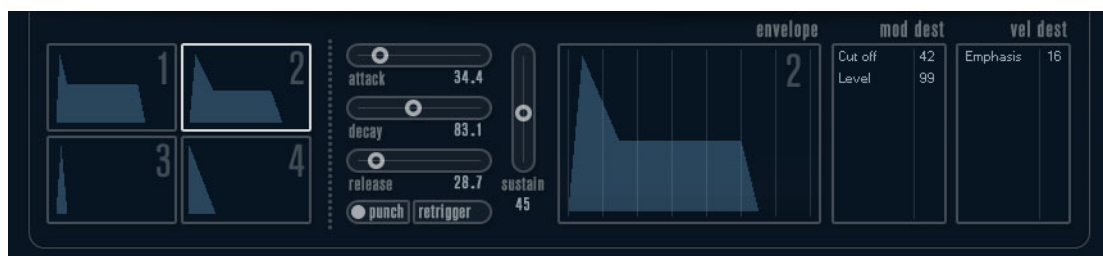 envelope mod dest vel dest
1 2
3 4
attack 34.4
decay 83.1
release 28.7
punch retrigger
sustain
45
2
Cut off 42
Level 99
Emphasis 16